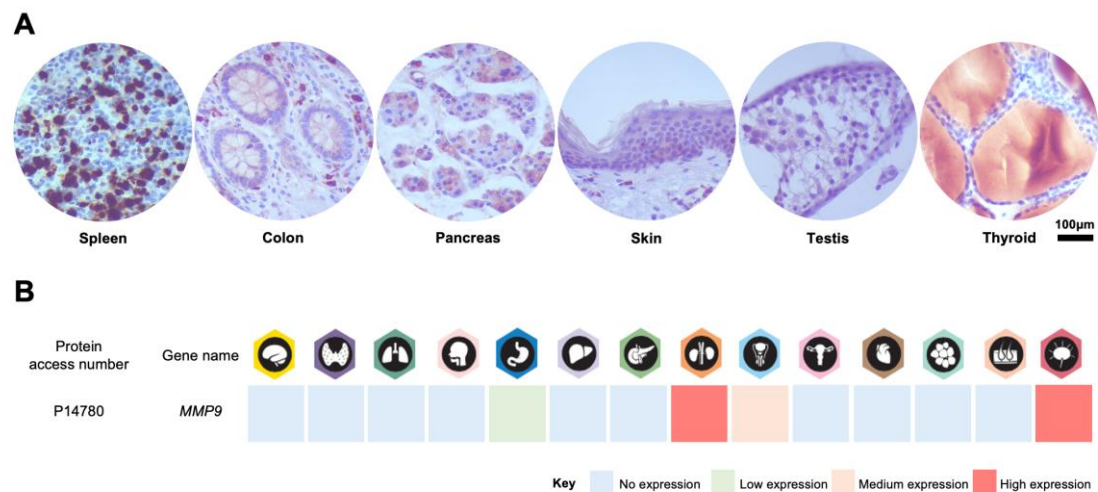 A
Spleen
Colon
Pancreas
Skin
Testis
Thyroid
100µm
B
Protein
access number
Gene name
P14780
MMP9
Key
No expression
Low expression
Medium expression
High expression